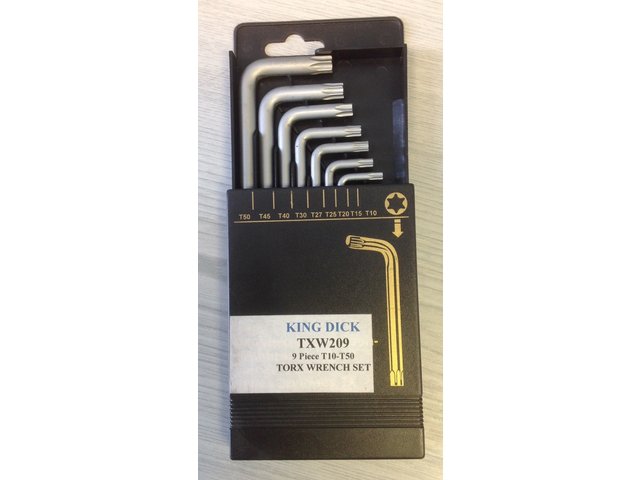 T50 T45 T40 T30 T27 T25 T20 T15 T10
KING DICK
TXW209
9 Piece T10-T50
TORX WRENCH SET